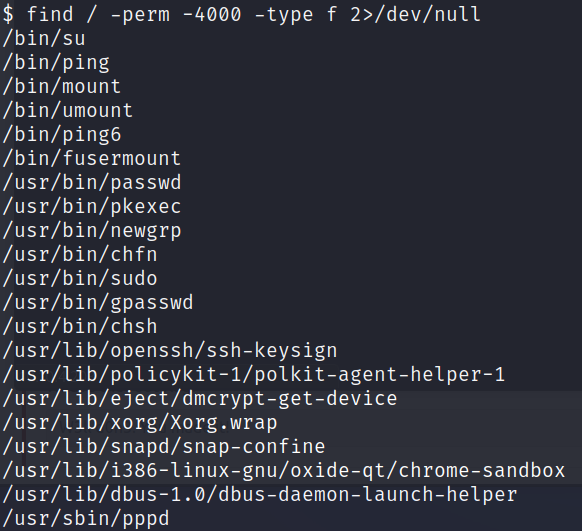 $ find / -perm -4000 -type f 2>/dev/null
/bin/su
/bin/ping
/bin/mount
/bin/umount
/bin/ping6
/bin/fusermount
/usr/bin/passwd
/usr/bin/pkexec
/usr/bin/newgrp
/usr/bin/chfn
/usr/bin/sudo
/usr/bin/gpasswd
/usr/bin/chsh
/usr/lib/openssh/ssh-keysign
/usr/lib/policykit-1/polkit-agent-helper-1
/usr/lib/eject/dmcrypt-get-device
/usr/lib/xorg/Xorg.wrap
/usr/lib/snapd/snap-confine
/usr/lib/i386-linux-gnu/oxide-qt/chrome-sandbox
/usr/lib/dbus-1.0/dbus-daemon-launch-helper
/usr/sbin/pppd